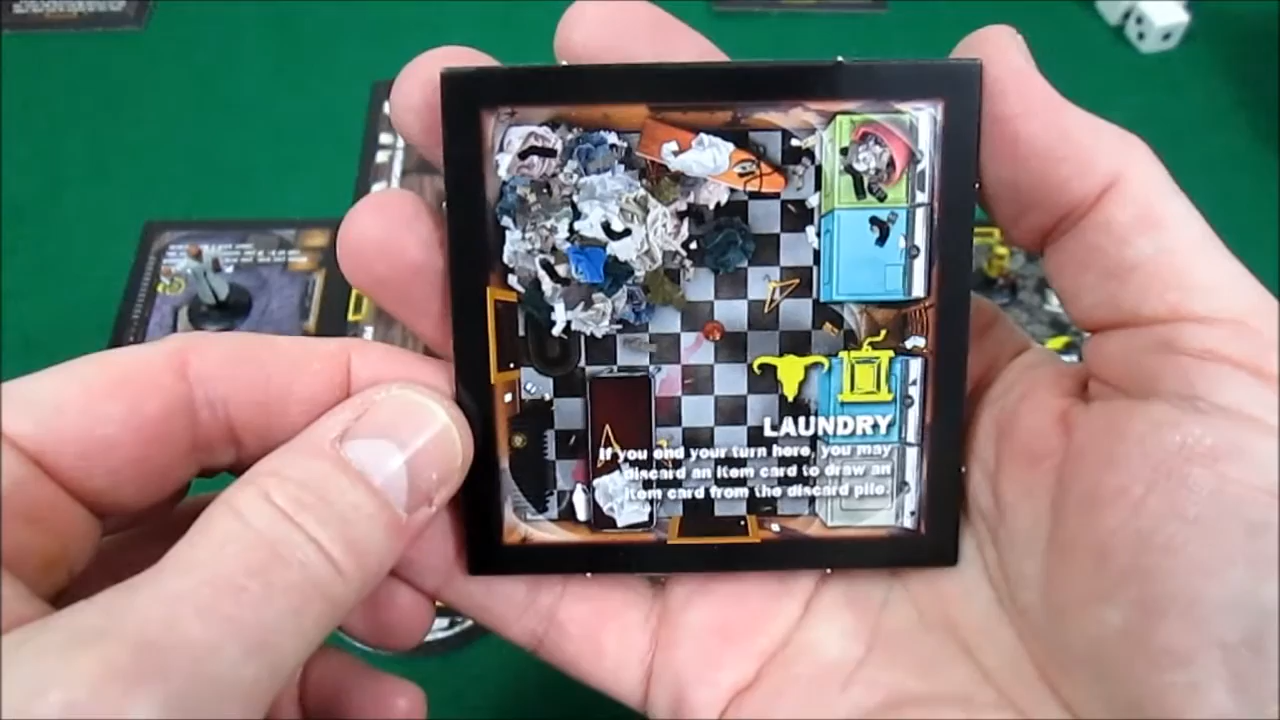 LAUNDRY
If you end your turn here, you may
discard an item card to draw an
item card from the discard pile.